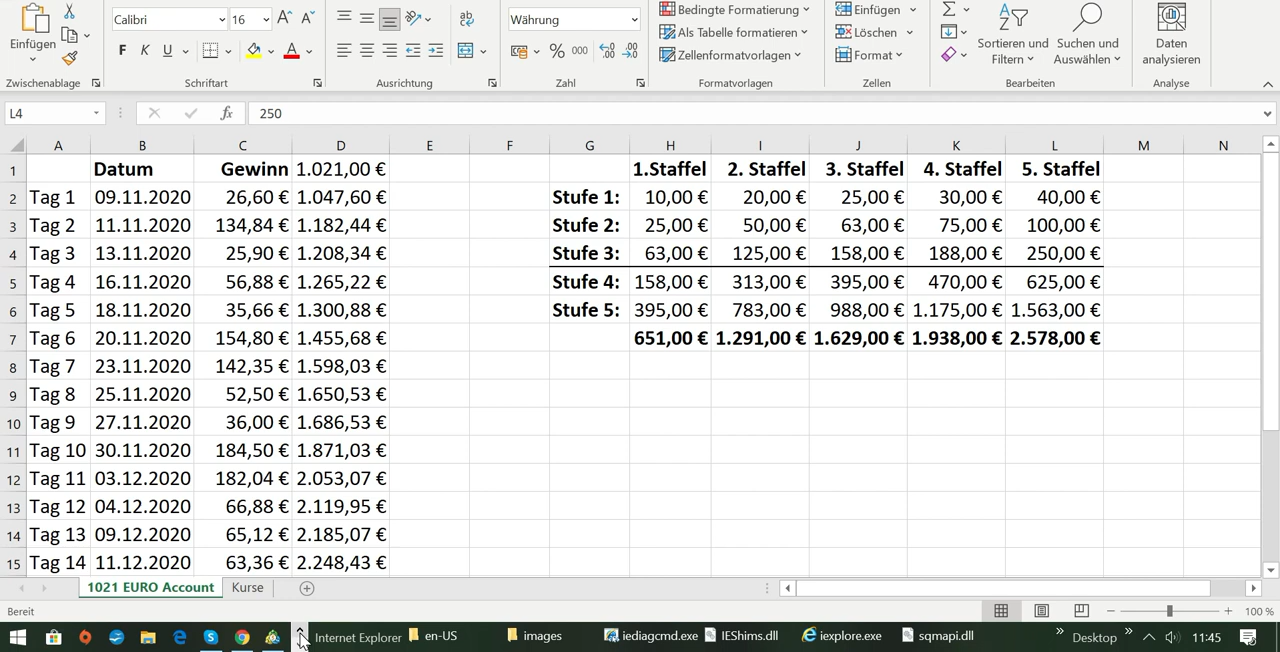 Calibri 16 Währung Bedingte Formatierung Einfügen
Einfügen F K U A % 000 Als Tabelle formatieren Löschen Sortieren und Filtern Suchen und Auswählen Daten analysieren
Zellenformatvorlagen Format
Zwischenablage Schriftart Ausrichtung Zahl Formatvorlagen Zellen Bearbeiten Analyse
L4 fx 250
A B C D E F G H I J K L M N
1 Datum Gewinn 1.021,00 € 1.Staffel 2. Staffel 3. Staffel 4. Staffel 5. Staffel
2 Tag 1 09.11.2020 26,60 € 1.047,60 € Stufe 1: 10,00 € 20,00 € 25,00 € 30,00 € 40,00 €
3 Tag 2 11.11.2020 134,84 € 1.182,44 € Stufe 2: 25,00 € 50,00 € 63,00 € 75,00 € 100,00 €
4 Tag 3 13.11.2020 25,90 € 1.208,34 € Stufe 3: 63,00 € 125,00 € 158,00 € 188,00 € 250,00 €
5 Tag 4 16.11.2020 56,88 € 1.265,22 € Stufe 4: 158,00 € 313,00 € 395,00 € 470,00 € 625,00 €
6 Tag 5 18.11.2020 35,66 € 1.300,88 € Stufe 5: 395,00 € 783,00 € 988,00 € 1.175,00 € 1.563,00 €
7 Tag 6 20.11.2020 154,80 € 1.455,68 € 651,00 € 1.291,00 € 1.629,00 € 1.938,00 € 2.578,00 €
8 Tag 7 23.11.2020 142,35 € 1.598,03 €
9 Tag 8 25.11.2020 52,50 € 1.650,53 €
10 Tag 9 27.11.2020 36,00 € 1.686,53 €
11 Tag 10 30.11.2020 184,50 € 1.871,03 €
12 Tag 11 03.12.2020 182,04 € 2.053,07 €
13 Tag 12 04.12.2020 66,88 € 2.119,95 €
14 Tag 13 09.12.2020 65,12 € 2.185,07 €
15 Tag 14 11.12.2020 63,36 € 2.248,43 €
1021 EURO Account Kurse
Bereit 100 %
Internet Explorer en-US images iediagcmd.exe IEShims.dll iexplore.exe sqmapi.dll Desktop 11:45